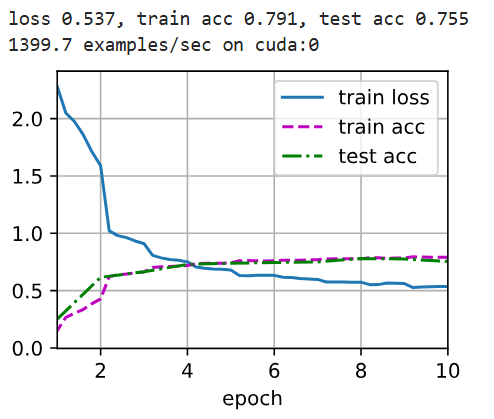 loss 0.537, train acc 0.791, test acc 0.755
1399.7 examples/sec on cuda:0
train loss
train acc
test acc
2.0
1.5
1.0
0.5
0.0
2 4 6 8 10
epoch